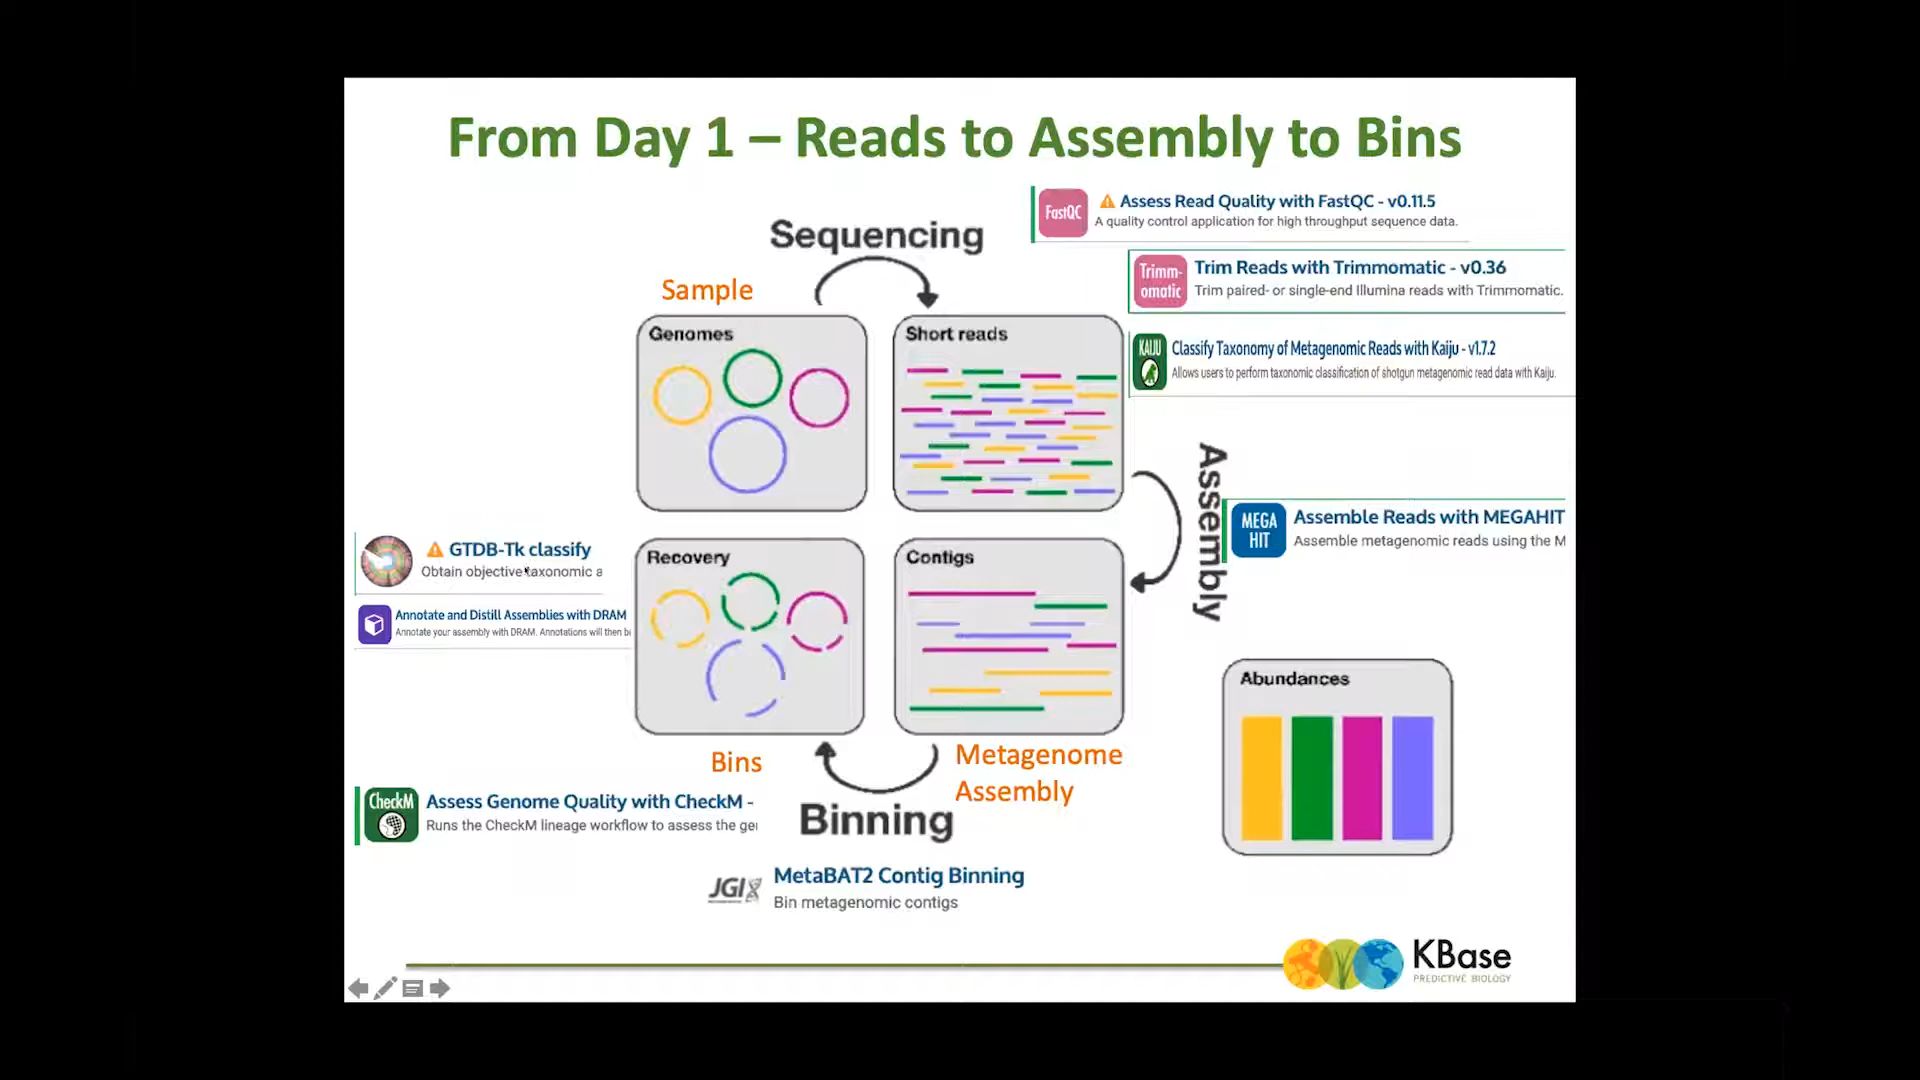 From Day 1 – Reads to Assembly to Bins
FastQC
Assess Read Quality with FastQC - v0.11.5
A quality control application for high throughput sequence data.
Sequencing
Trimm-
omatic
Trim Reads with Trimmomatic - v0.36
Trim paired- or single-end Illumina reads with Trimmomatic.
Sample
Genomes
Short reads
KAIJU
Classify Taxonomy of Metagenomic Reads with Kaiju - v1.7.2
Allows users to perform taxonomic classification of shotgun metagenomic read data with Kaiju.
Assembly
MEGA
HIT
Assemble Reads with MEGAHIT
Assemble metagenomic reads using the M
GTDB-Tk classify
Obtain objective taxonomic a
Annotate and Distill Assemblies with DRAM
Annotate your assembly with DRAM. Annotations will then b
Recovery
Contigs
Abundances
Bins
Metagenome
Assembly
CheckM
Assess Genome Quality with CheckM -
Runs the CheckM lineage workflow to assess the ge
Binning
JGI
MetaBAT2 Contig Binning
Bin metagenomic contigs
KBase
PREDICTIVE BIOLOGY